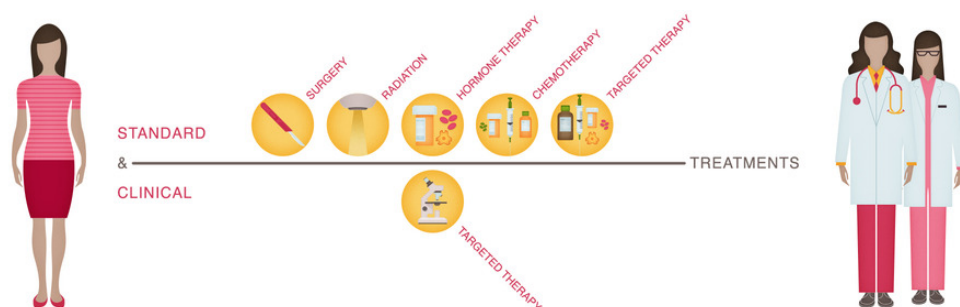 SURGERY
RADIATION
HORMONE THERAPY
CHEMOTHERAPY
TARGETED THERAPY
STANDARD
&
TREATMENTS
CLINICAL
TARGETED THERAPY